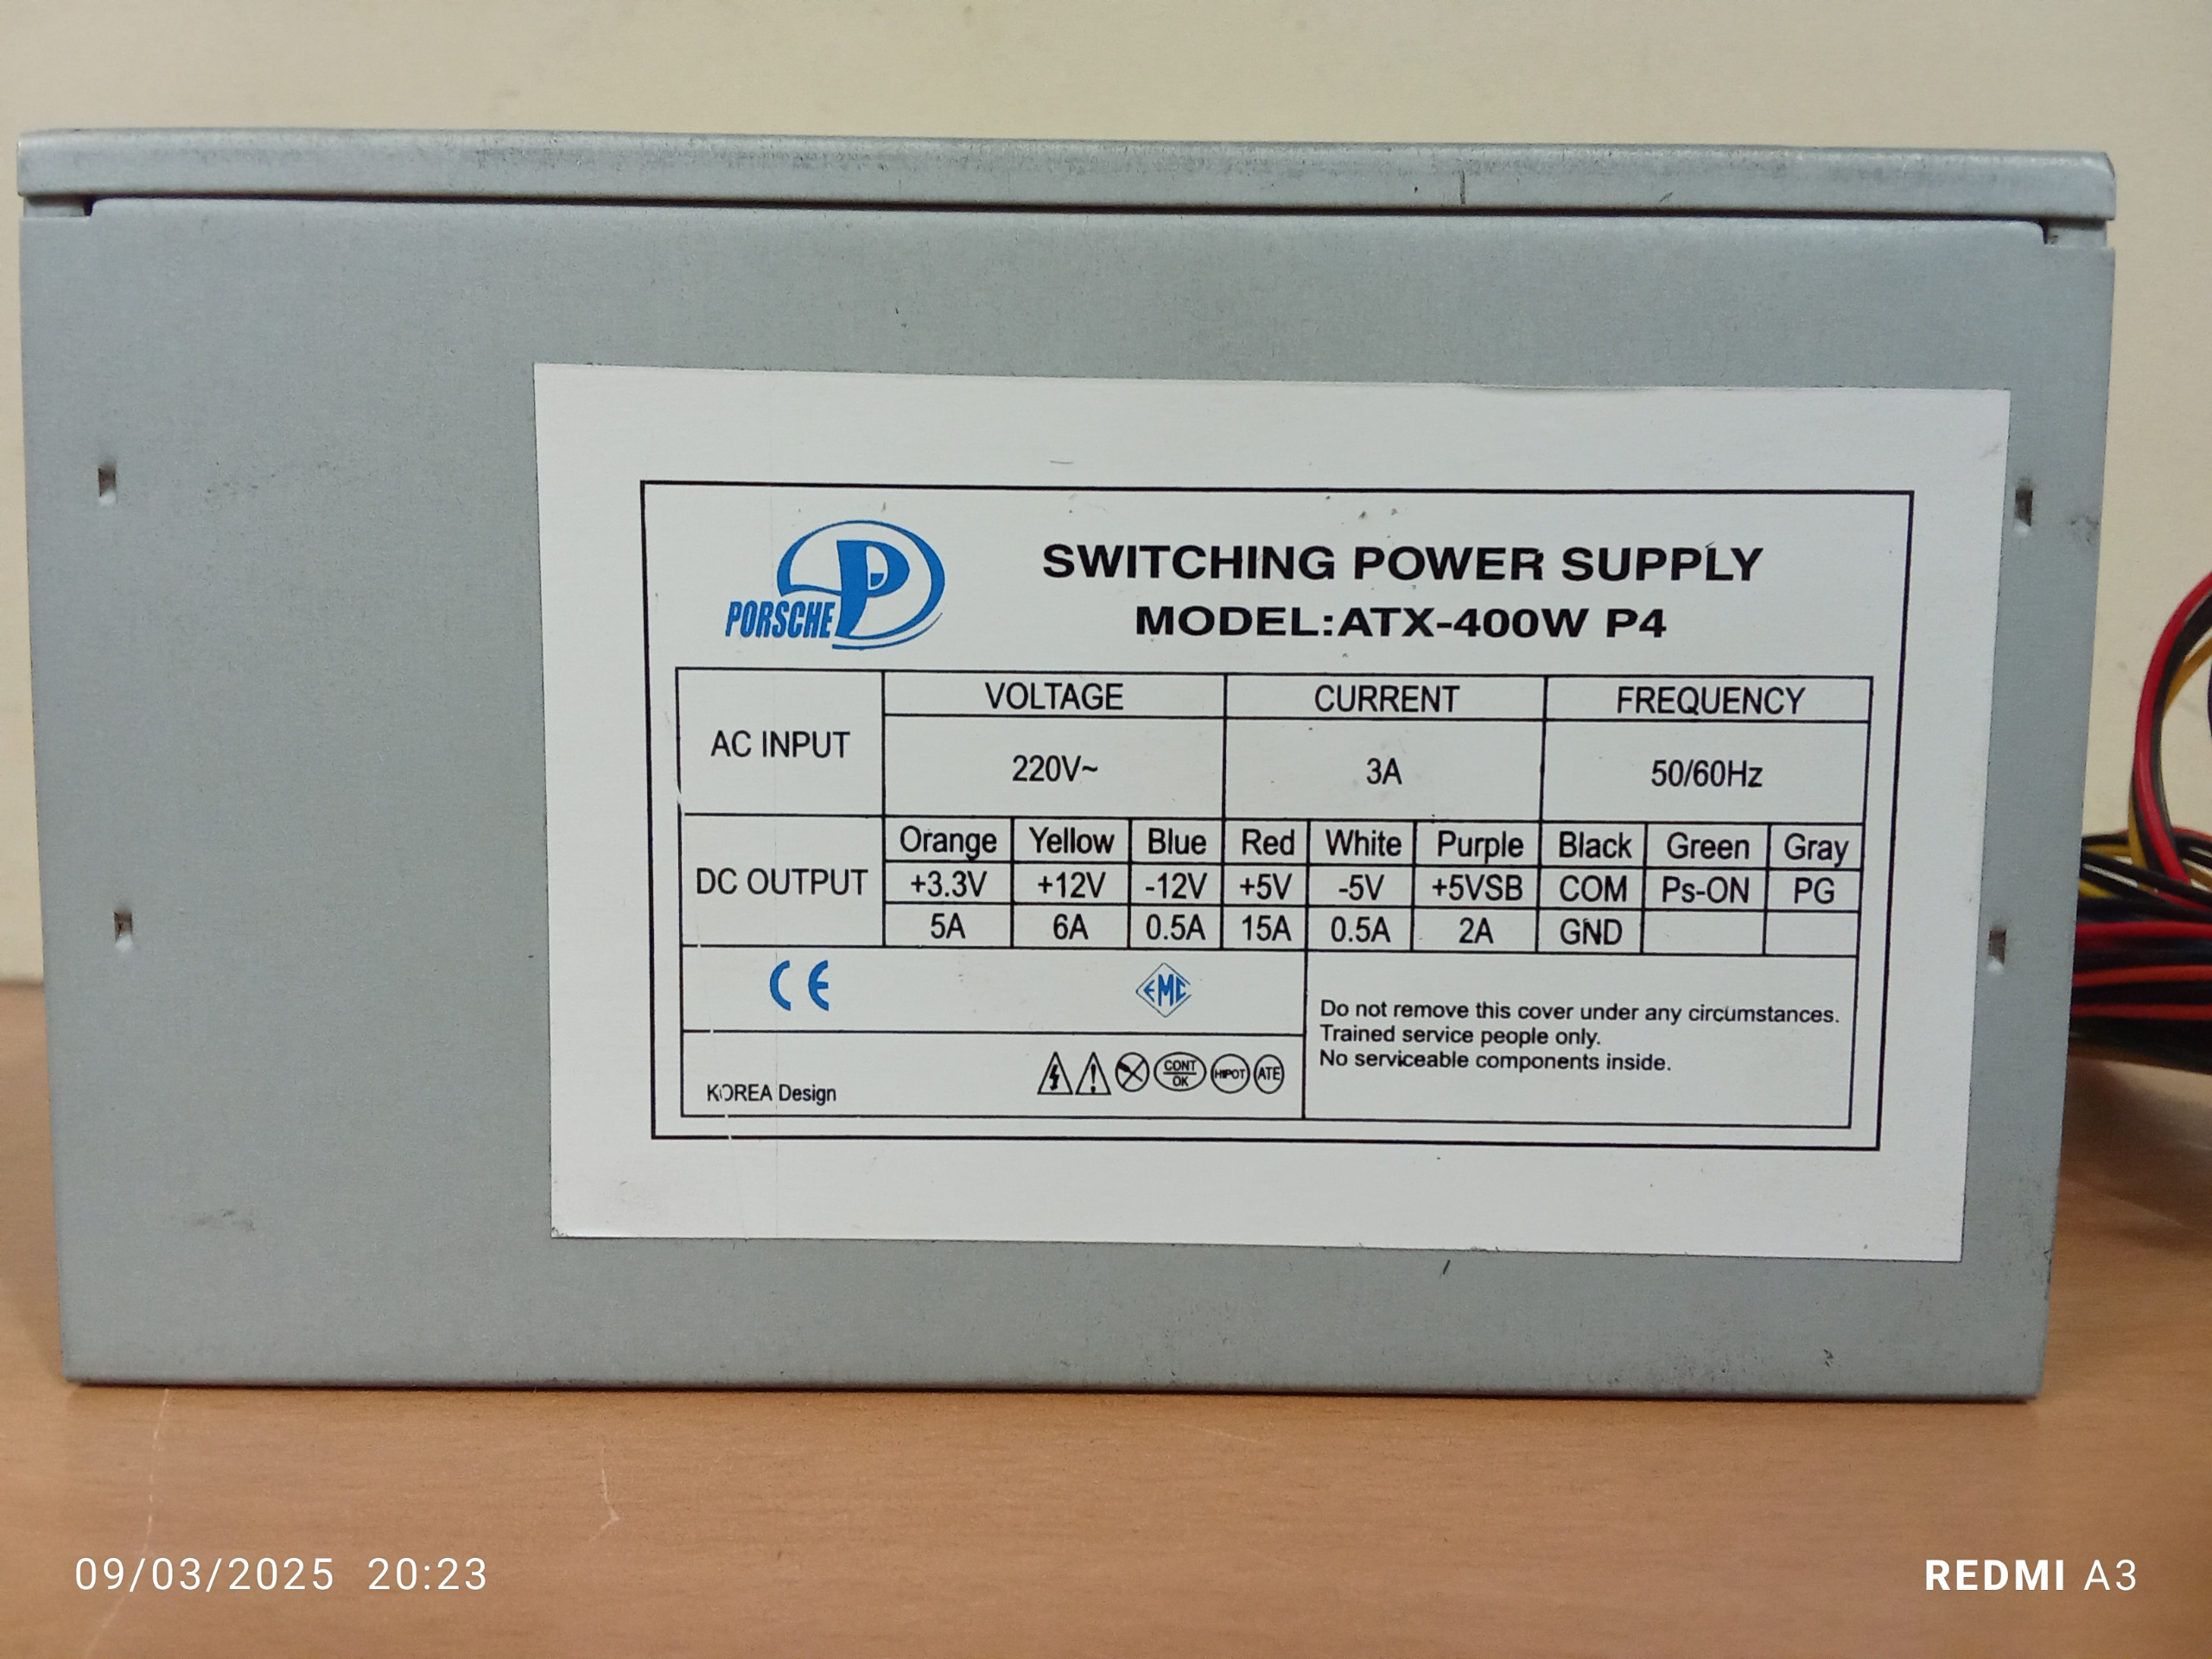 PORSCHE
SWITCHING POWER SUPPLY
MODEL:ATX-400W P4
AC INPUT
VOLTAGE CURRENT FREQUENCY
220V~ 3A 50/60Hz
DC OUTPUT
Orange Yellow Blue Red White Purple Black Green Gray
+3.3V +12V -12V +5V -5V +5VSB COM Ps-ON PG
5A 6A 0.5A 15A 0.5A 2A GND
CE EMC
Do not remove this cover under any circumstances.
Trained service people only.
No serviceable components inside.
KOREA Design
CONT
OK
HIPOT
ATE
09/03/2025 20:23
REDMI A3